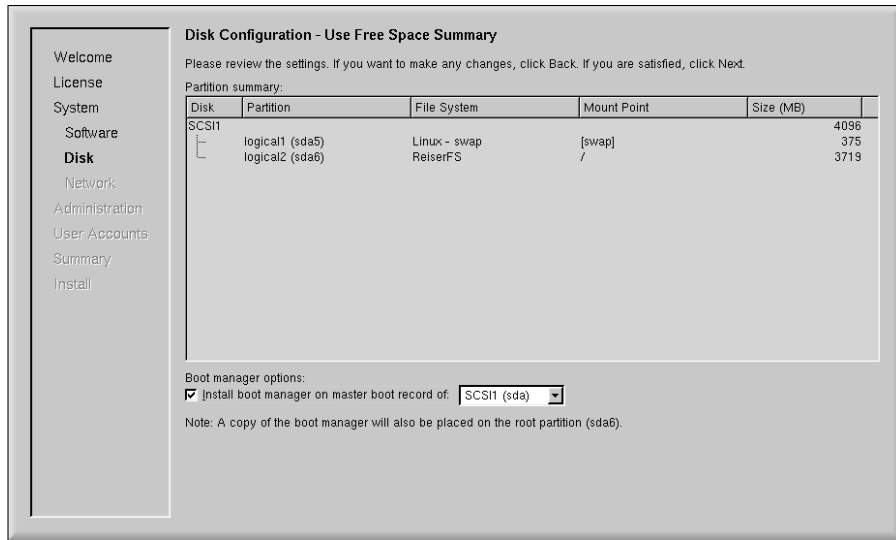 Disk Configuration - Use Free Space Summary
Please review the settings. If you want to make any changes, click Back. If you are satisfied, click Next.
Welcome
License
System
Software
Disk
Network
Administration
User Accounts
Summary
Install
Partition summary:
Disk Partition File System Mount Point Size (MB)
SCSI1 4096
logical1 (sda5) Linux - swap [swap] 375
logical2 (sda6) ReiserFS / 3719
Boot manager options:
Install boot manager on master boot record of: SCSI1 (sda)
Note: A copy of the boot manager will also be placed on the root partition (sda6).